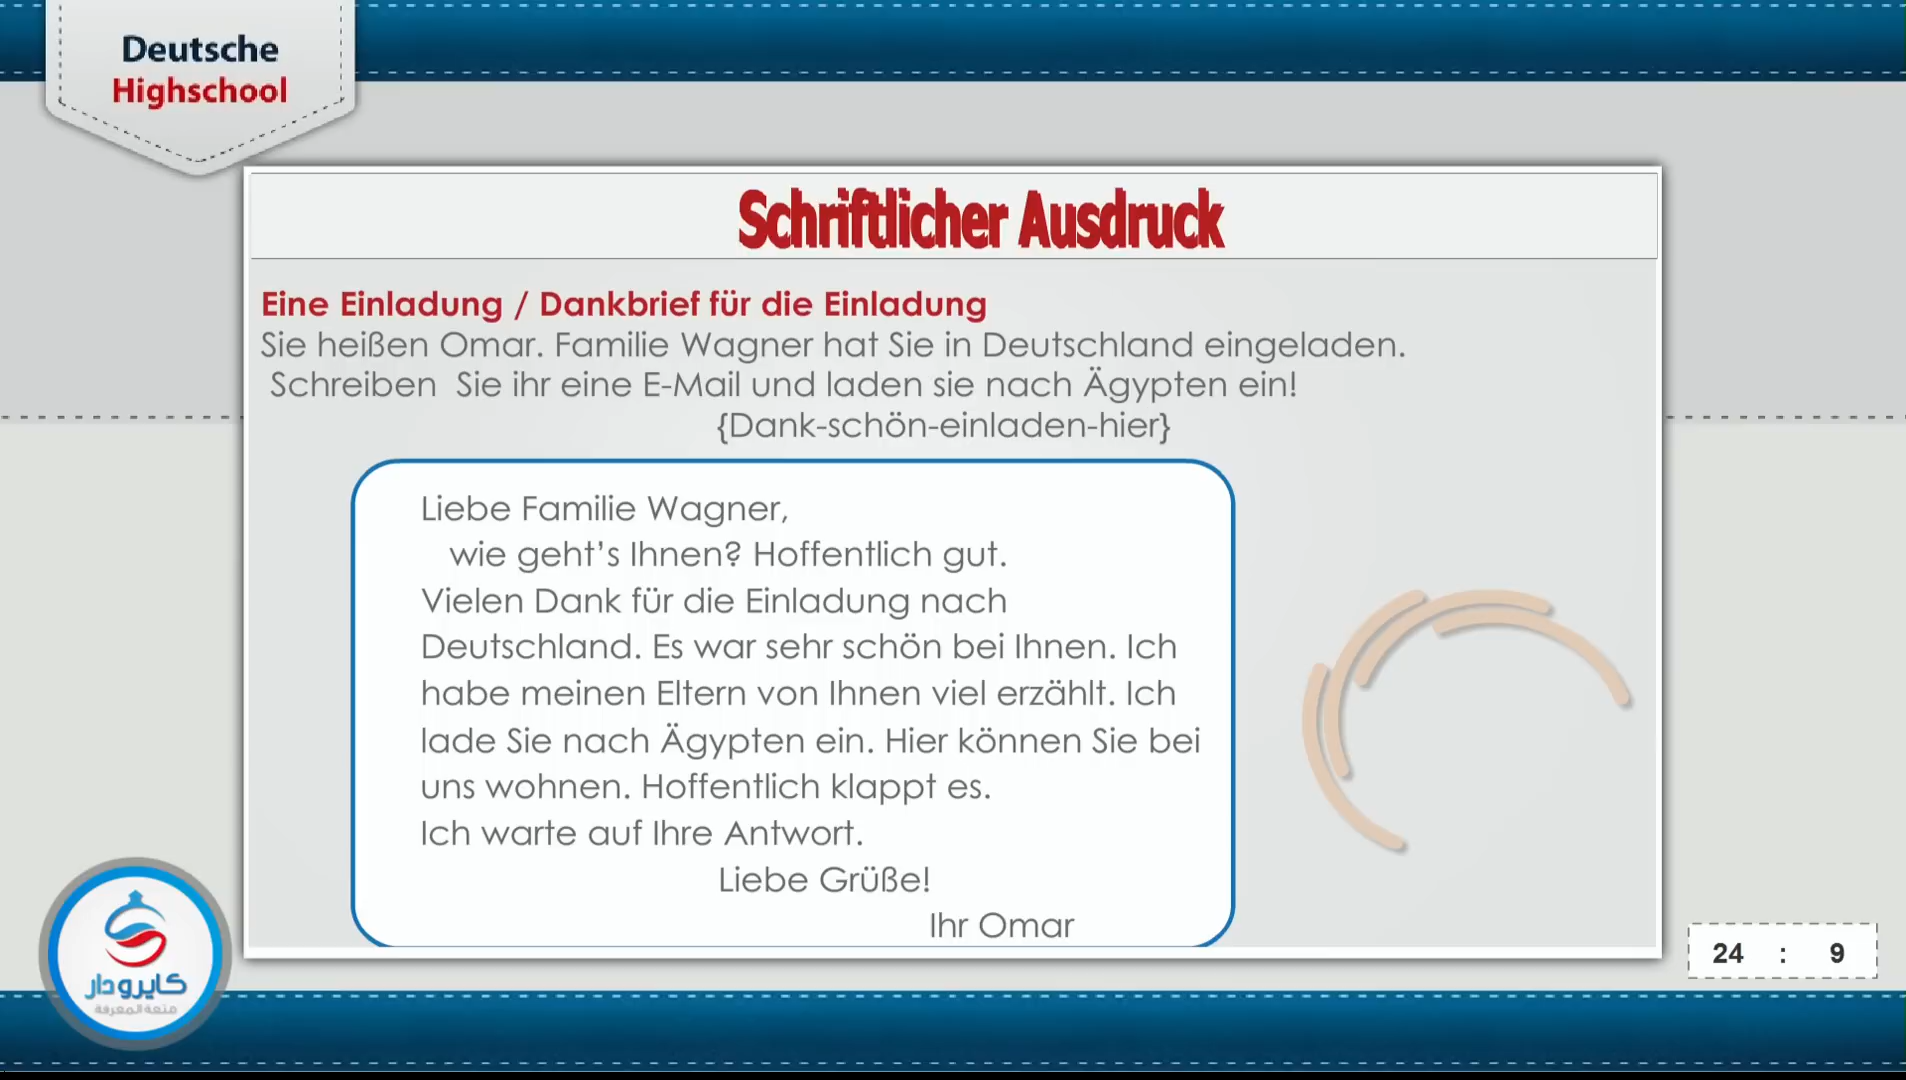 Deutsche
Highschool
Schriftlicher Ausdruck
Eine Einladung / Dankbrief für die Einladung
Sie heißen Omar. Familie Wagner hat Sie in Deutschland eingeladen.
Schreiben Sie ihr eine E-Mail und laden sie nach Ägypten ein!
{Dank-schön-einladen-hier}
Liebe Familie Wagner,
wie geht's Ihnen? Hoffentlich gut.
Vielen Dank für die Einladung nach
Deutschland. Es war sehr schön bei Ihnen. Ich
habe meinen Eltern von Ihnen viel erzählt. Ich
lade Sie nach Ägypten ein. Hier können Sie bei
uns wohnen. Hoffentlich klappt es.
Ich warte auf Ihre Antwort.
Liebe Grüße!
Ihr Omar
24 : 9
كايرودار
متعة المعرفة